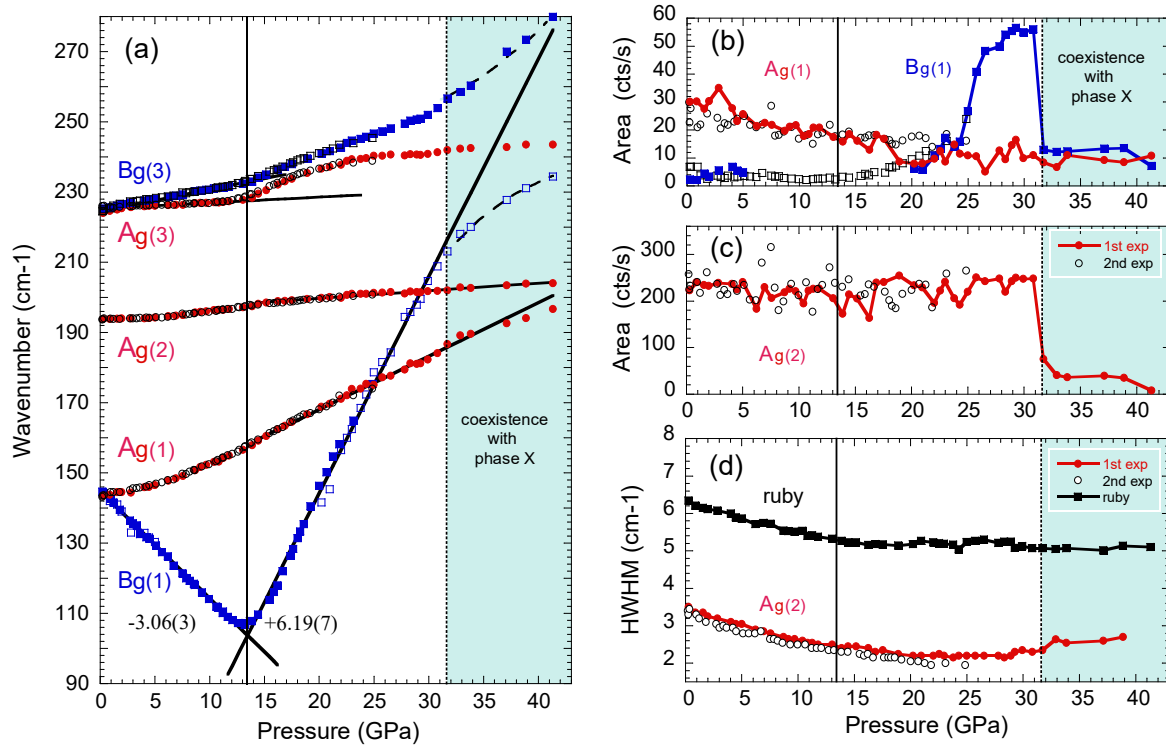 (a)
270
250
230
210
190
170
150
130
110
90
Wavenumber (cm-1)
Bg(3)
Ag(3)
Ag(2)
Ag(1)
Bg(1)
-3.06(3)
+6.19(7)
coexistence
with
phase X
0 5 10 15 20 25 30 35 40
Pressure (GPa)
(b)
60
50
40
30
20
10
0
Area (cts/s)
Ag(1)
Bg(1)
coexistence
with
phase X
(c)
300
200
100
0
Area (cts/s)
Ag(2)
1st exp
2nd exp
(d)
8
7
6
5
4
3
2
HWHM (cm-1)
ruby
Ag(2)
1st exp
2nd exp
ruby
0 5 10 15 20 25 30 35 40
Pressure (GPa)